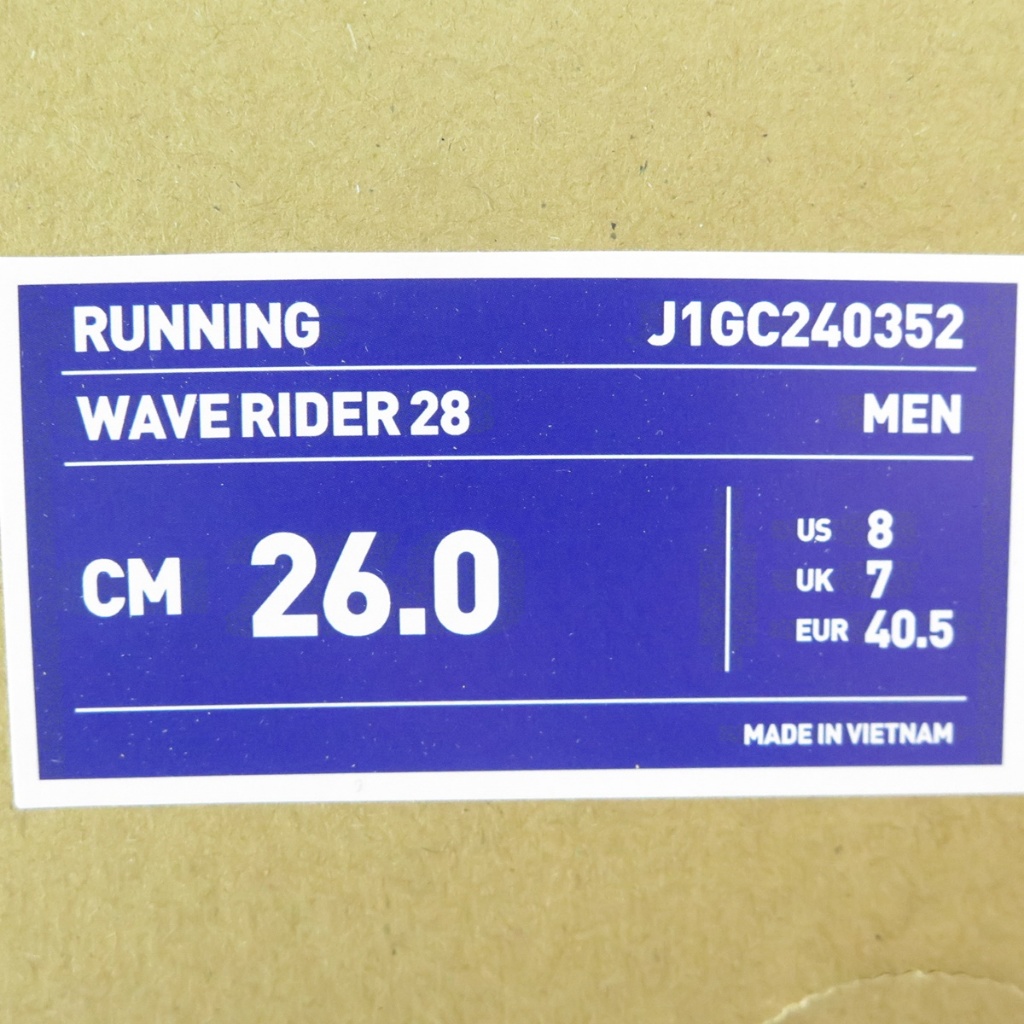 RUNNING J1GC240352
WAVE RIDER 28 MEN
CM 26.0
US 8
UK 7
EUR 40.5
MADE IN VIETNAM